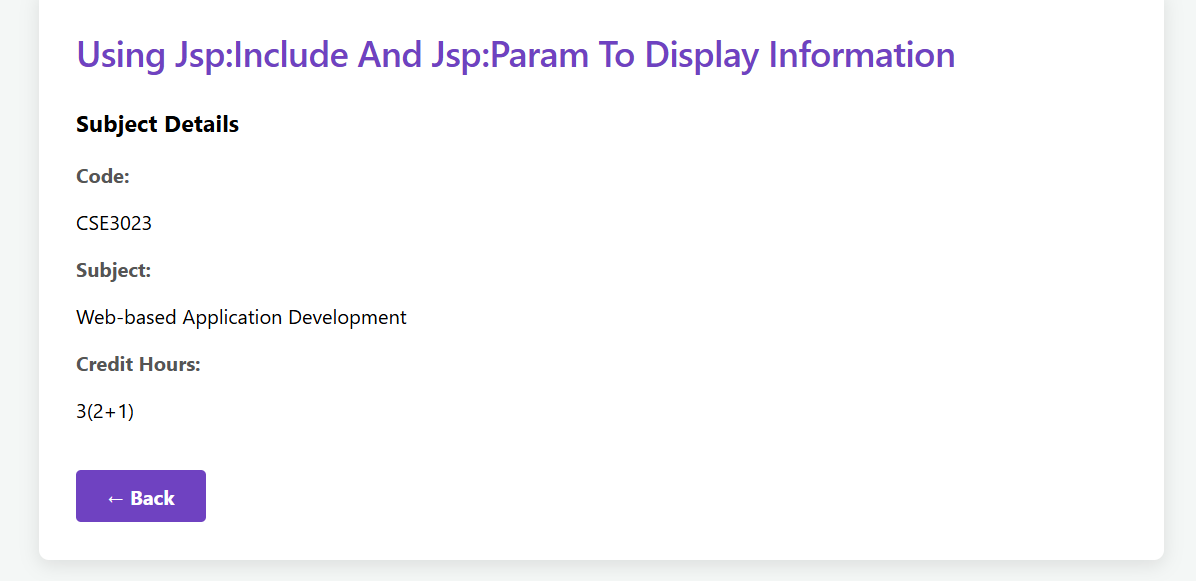 Using Jsp:Include And Jsp:Param To Display Information
Subject Details
Code:
CSE3023
Subject:
Web-based Application Development
Credit Hours:
3(2+1)
← Back